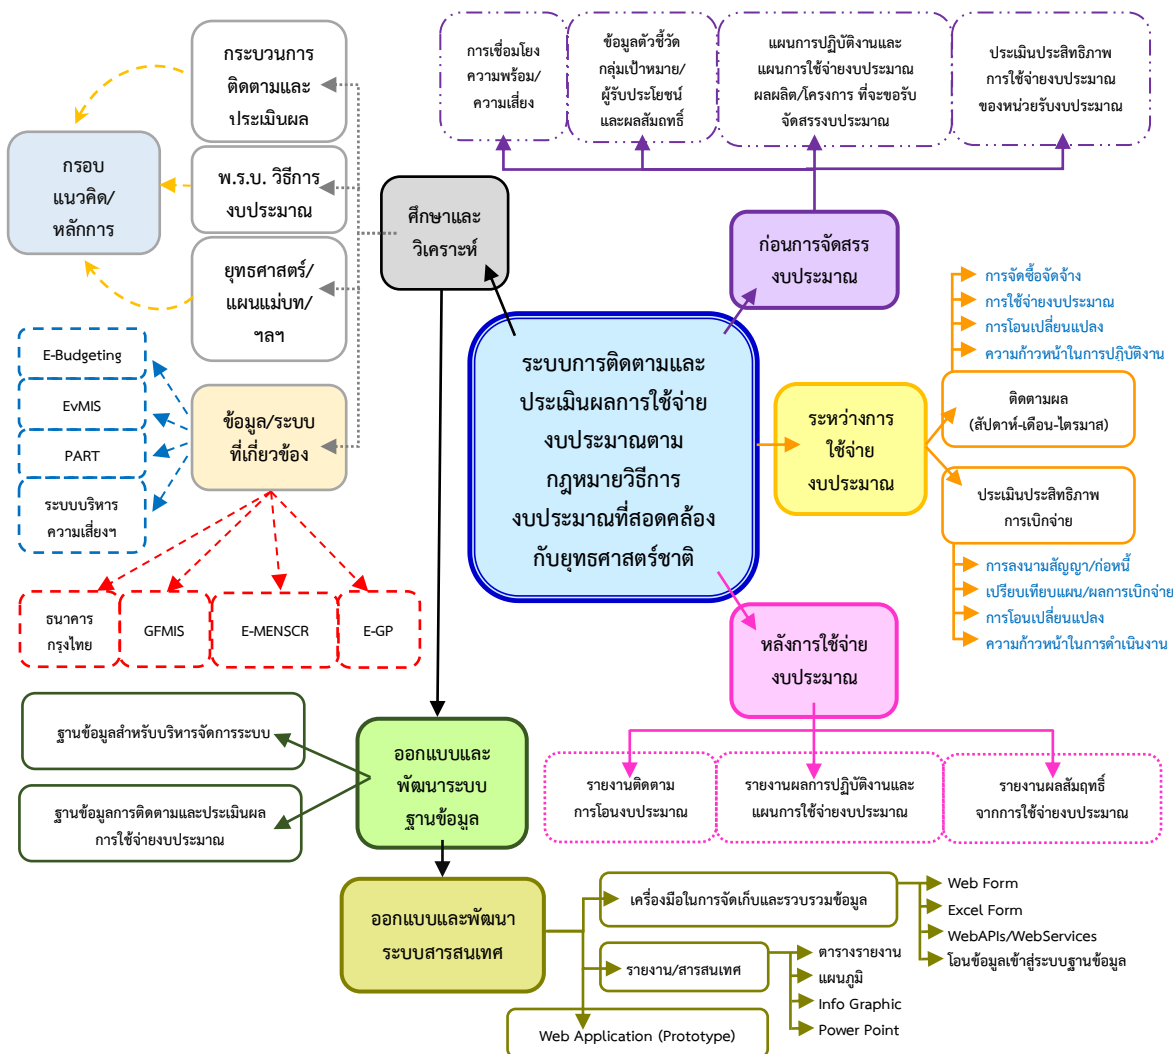 กระบวนการ
ติดตามและ
ประเมินผล
การเชื่อมโยง
ความพร้อม/
ความเสี่ยง
ข้อมูลตัวชี้วัด
กลุ่มเป้าหมาย/
ผู้รับประโยชน์
และผลสัมฤทธิ์
แผนการปฏิบัติงานและ
แผนการใช้จ่ายงบประมาณ
ผลผลิต/โครงการ ที่จะขอรับ
จัดสรรงบประมาณ
ประเมินประสิทธิภาพ
การใช้จ่ายงบประมาณ
ของหน่วยรับงบประมาณ
กรอบ
แนวคิด/
หลักการ
พ.ร.บ. วิธีการ
งบประมาณ
ศึกษาและ
วิเคราะห์
ก่อนการจัดสรร
งบประมาณ
ยุทธศาสตร์/
แผนแม่บท/
ฯลฯ
การจัดซื้อจัดจ้าง
การใช้จ่ายงบประมาณ
การโอนเปลี่ยนแปลง
ความก้าวหน้าในการปฏิบัติงาน
E-Budgeting
EvMIS
PART
ระบบบริหาร
ความเสี่ยงฯ
ข้อมูล/ระบบ
ที่เกี่ยวข้อง
ระบบการติดตามและ
ประเมินผลการใช้จ่าย
งบประมาณตาม
กฎหมายวิธีการ
งบประมาณที่สอดคล้อง
กับยุทธศาสตร์ชาติ
ระหว่างการ
ใช้จ่าย
งบประมาณ
ติดตามผล
(สัปดาห์-เดือน-ไตรมาส)
ประเมินประสิทธิภาพ
การเบิกจ่าย
การลงนามสัญญา/ก่อหนี้
เปรียบเทียบแผน/ผลการเบิกจ่าย
การโอนเปลี่ยนแปลง
ความก้าวหน้าในการดำเนินงาน
ธนาคาร
กรุงไทย
GFMIS
E-MENSCR
E-GP
หลังการใช้จ่าย
งบประมาณ
ฐานข้อมูลสำหรับบริหารจัดการระบบ
ฐานข้อมูลการติดตามและประเมินผล
การใช้จ่ายงบประมาณ
ออกแบบและ
พัฒนาระบบ
ฐานข้อมูล
รายงานติดตาม
การโอนงบประมาณ
รายงานผลการปฏิบัติงานและ
แผนการใช้จ่ายงบประมาณ
รายงานผลสัมฤทธิ์
จากการใช้จ่ายงบประมาณ
ออกแบบและพัฒนา
ระบบสารสนเทศ
เครื่องมือในการจัดเก็บและรวบรวมข้อมูล
Web Form
Excel Form
WebAPIs/WebServices
โอนข้อมูลเข้าสู่ระบบฐานข้อมูล
รายงาน/สารสนเทศ
ตารางรายงาน
แผนภูมิ
Info Graphic
Power Point
Web Application (Prototype)